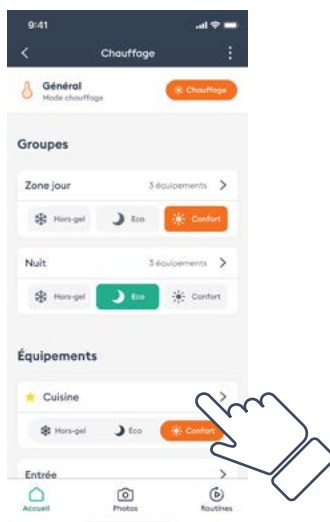 9:41
Chauffage
Général
Mode chauffage
Chauffage
Groupes
Zone jour
3 équipements
Hors-gel
Eco
Confort
Nuit
3 équipements
Hors-gel
Eco
Confort
Équipements
Cuisine
Hors-gel
Eco
Confort
Entrée
Accueil
Photos
Routines